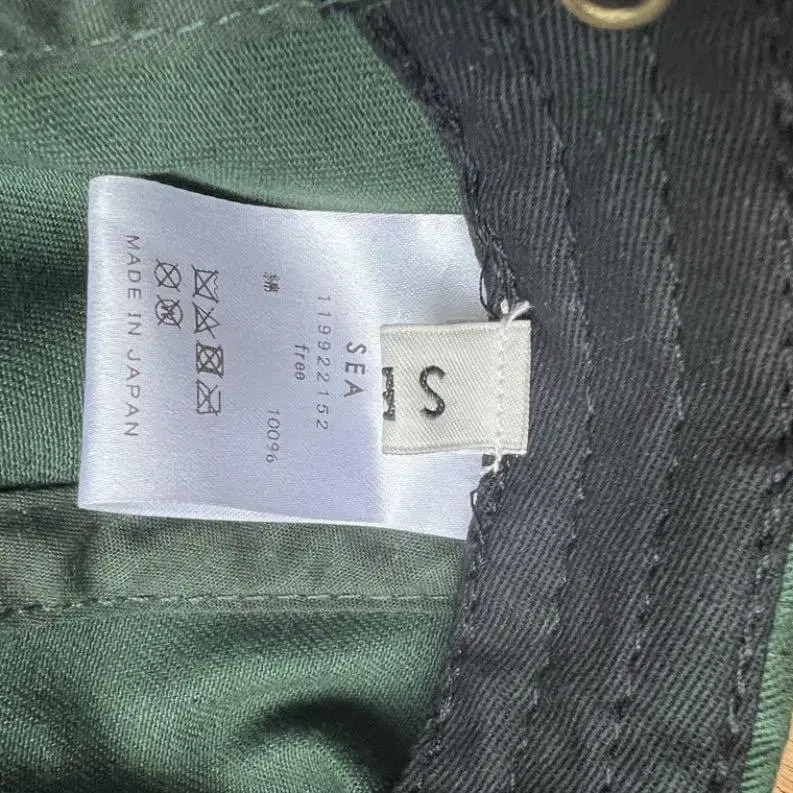 S
SEA
119922152
free
綿 100%
MADE IN JAPAN